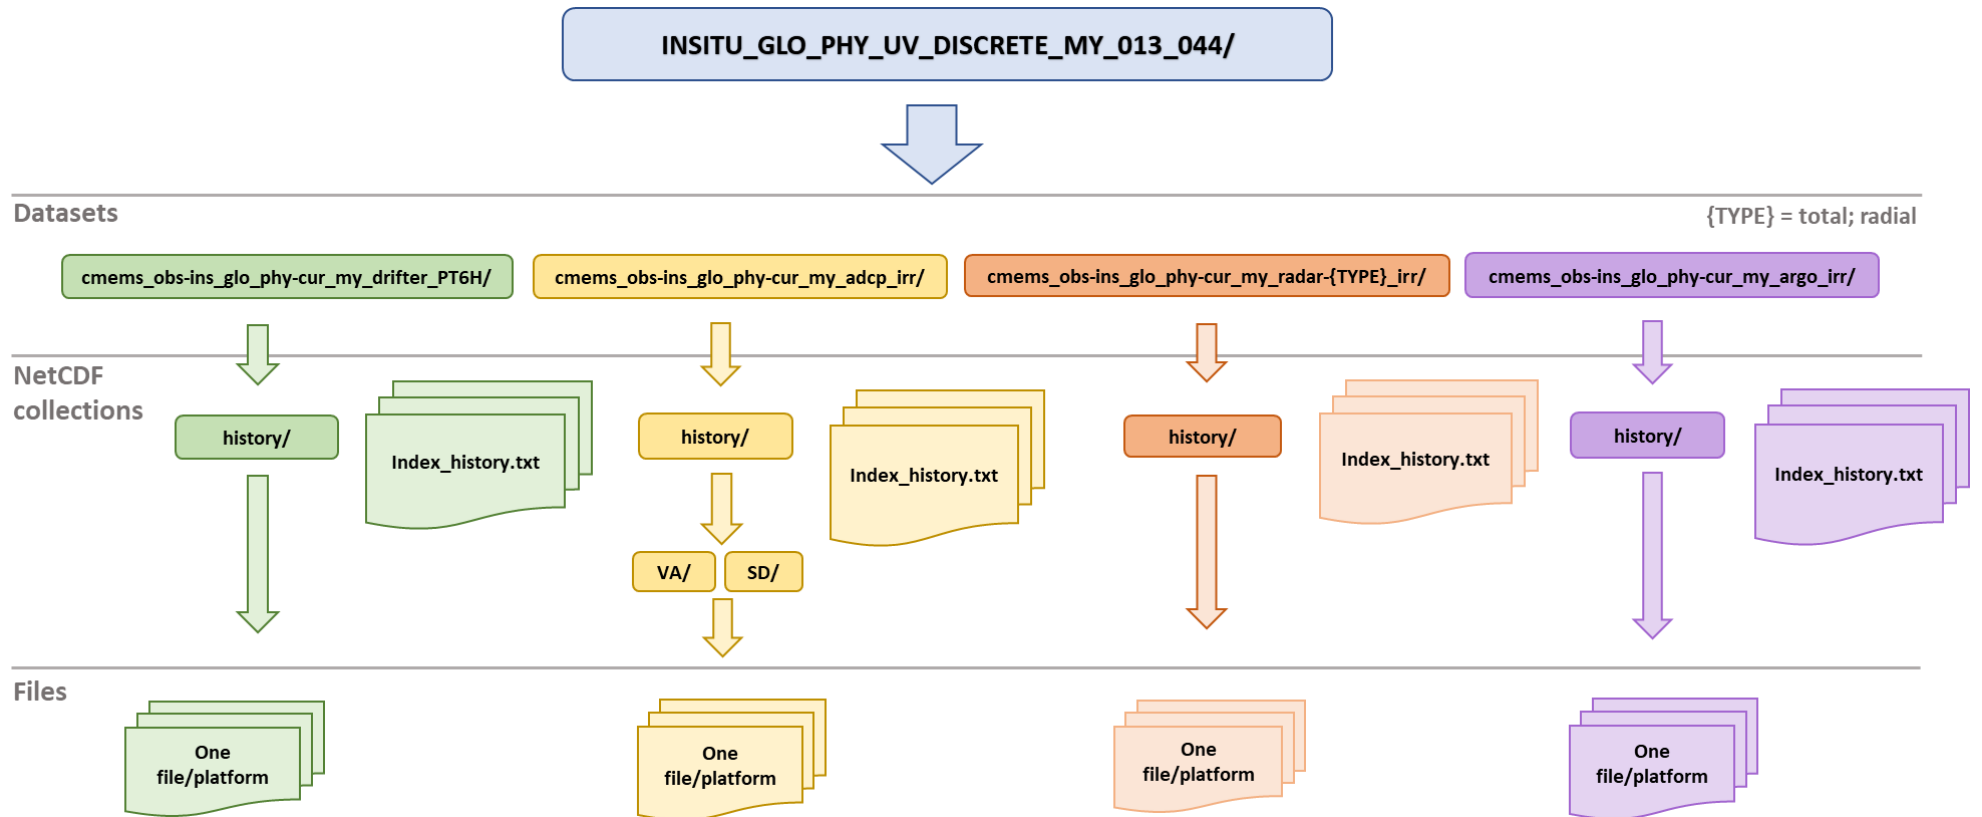 INSITU_GLO_PHY_UV_DISCRETE_MY_013_044/
Datasets
{TYPE} = total; radial
cmems_obs-ins_glo_phy-cur_my_drifter_PT6H/
cmems_obs-ins_glo_phy-cur_my_adcp_irr/
cmems_obs-ins_glo_phy-cur_my_radar-{TYPE}_irr/
cmems_obs-ins_glo_phy-cur_my_argo_irr/
NetCDF
collections
history/
Index_history.txt
history/
Index_history.txt
history/
Index_history.txt
history/
Index_history.txt
VA/
SD/
Files
One
file/platform
One
file/platform
One
file/platform
One
file/platform